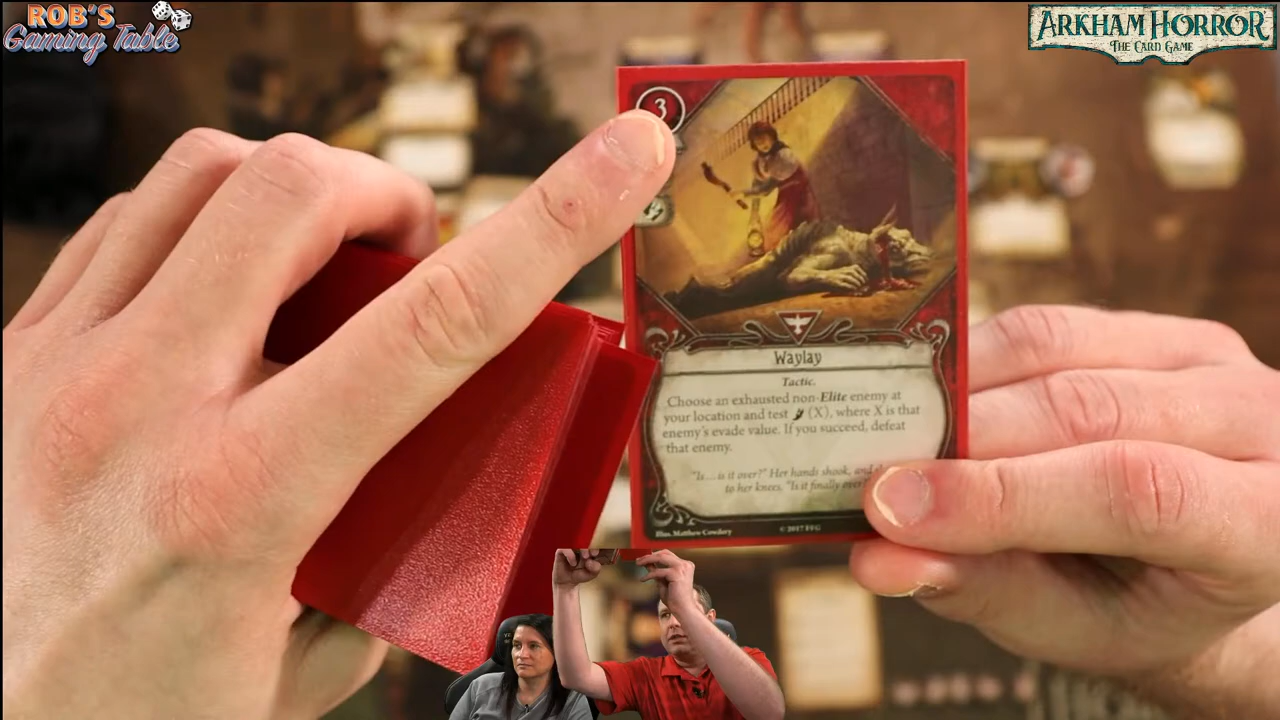 ROB'S
Gaming Table
ARKHAM HORROR
THE CARD GAME
3
Waylay
Tactic.
Choose an exhausted non-Elite enemy at
your location and test (X), where X is that
enemy's evade value. If you succeed, defeat
that enemy.
"Is... is it over?" Her hands shook, and
to her knees. "Is it finally over
Illus. Matthew Cowdery
© 2017 FFG